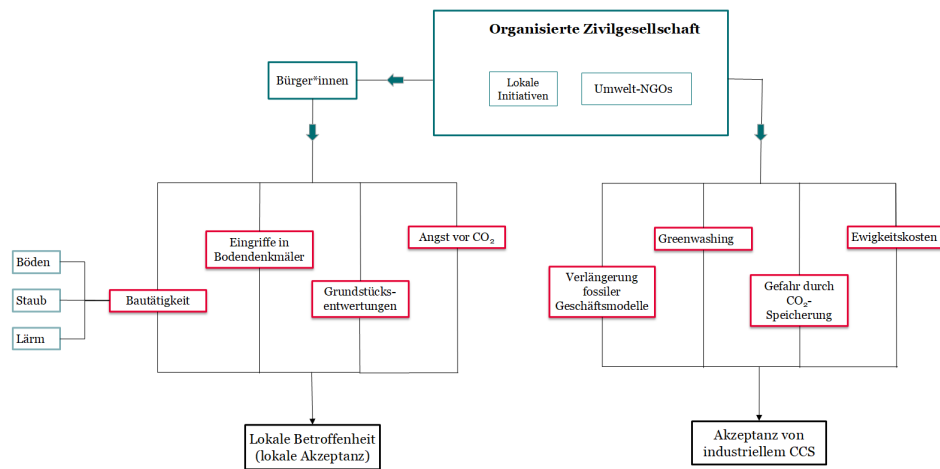 Organisierte Zivilgesellschaft
Bürger*innen
Lokale
Initiativen
Umwelt-NGOs
Eingriffe in
Bodendenkmäler
Angst vor CO₂
Greenwashing
Ewigkeitskosten
Böden
Staub
Lärm
Bautätigkeit
Grundstücks-
entwertungen
Verlängerung
fossiler
Geschäftsmodelle
Gefahr durch
CO₂-
Speicherung
Lokale Betroffenheit
(lokale Akzeptanz)
Akzeptanz von
industriellem CCS